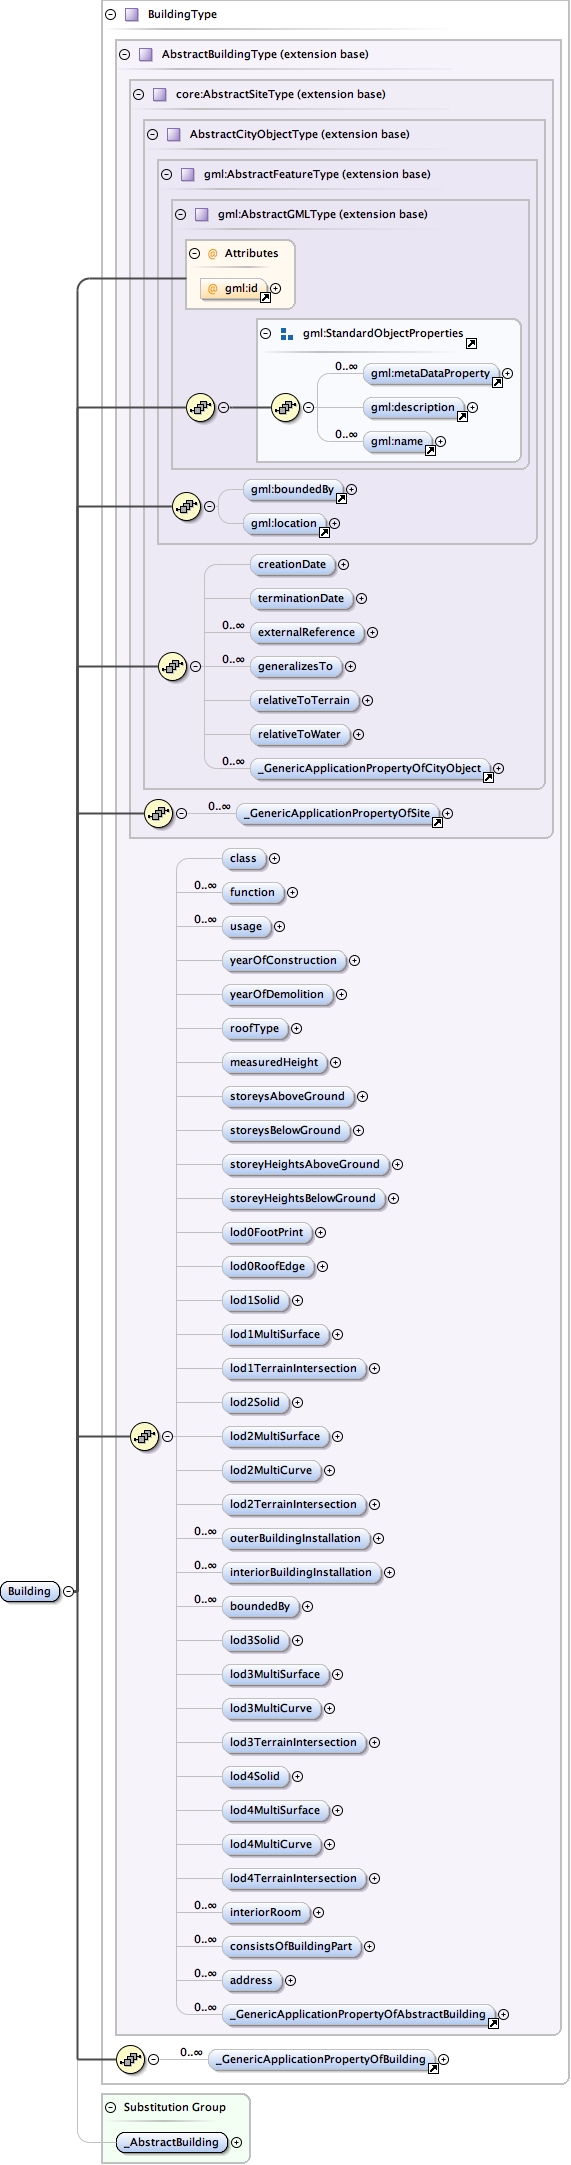 BuildingType
AbstractBuildingType (extension base)
core:AbstractSiteType (extension base)
AbstractCityObjectType (extension base)
gml:AbstractFeatureType (extension base)
gml:AbstractGMLType (extension base)
@ Attributes
@ gml:id
gml:StandardObjectProperties
0..∞ gml:metaDataProperty
gml:description
0..∞ gml:name
gml:boundedBy
gml:location
creationDate
terminationDate
0..∞ externalReference
0..∞ generalizesTo
relativeToTerrain
relativeToWater
0..∞ _GenericApplicationPropertyOfCityObject
0..∞ _GenericApplicationPropertyOfSite
class
0..∞ function
0..∞ usage
yearOfConstruction
yearOfDemolition
roofType
measuredHeight
storeysAboveGround
storeysBelowGround
storeyHeightsAboveGround
storeyHeightsBelowGround
lod0FootPrint
lod0RoofEdge
lod1Solid
lod1MultiSurface
lod1TerrainIntersection
lod2Solid
lod2MultiSurface
lod2MultiCurve
lod2TerrainIntersection
0..∞ outerBuildingInstallation
0..∞ interiorBuildingInstallation
Building
0..∞ boundedBy
lod3Solid
lod3MultiSurface
lod3MultiCurve
lod3TerrainIntersection
lod4Solid
lod4MultiSurface
lod4MultiCurve
lod4TerrainIntersection
0..∞ interiorRoom
0..∞ consistsOfBuildingPart
0..∞ address
0..∞ _GenericApplicationPropertyOfAbstractBuilding
0..∞ _GenericApplicationPropertyOfBuilding
Substitution Group
_AbstractBuilding